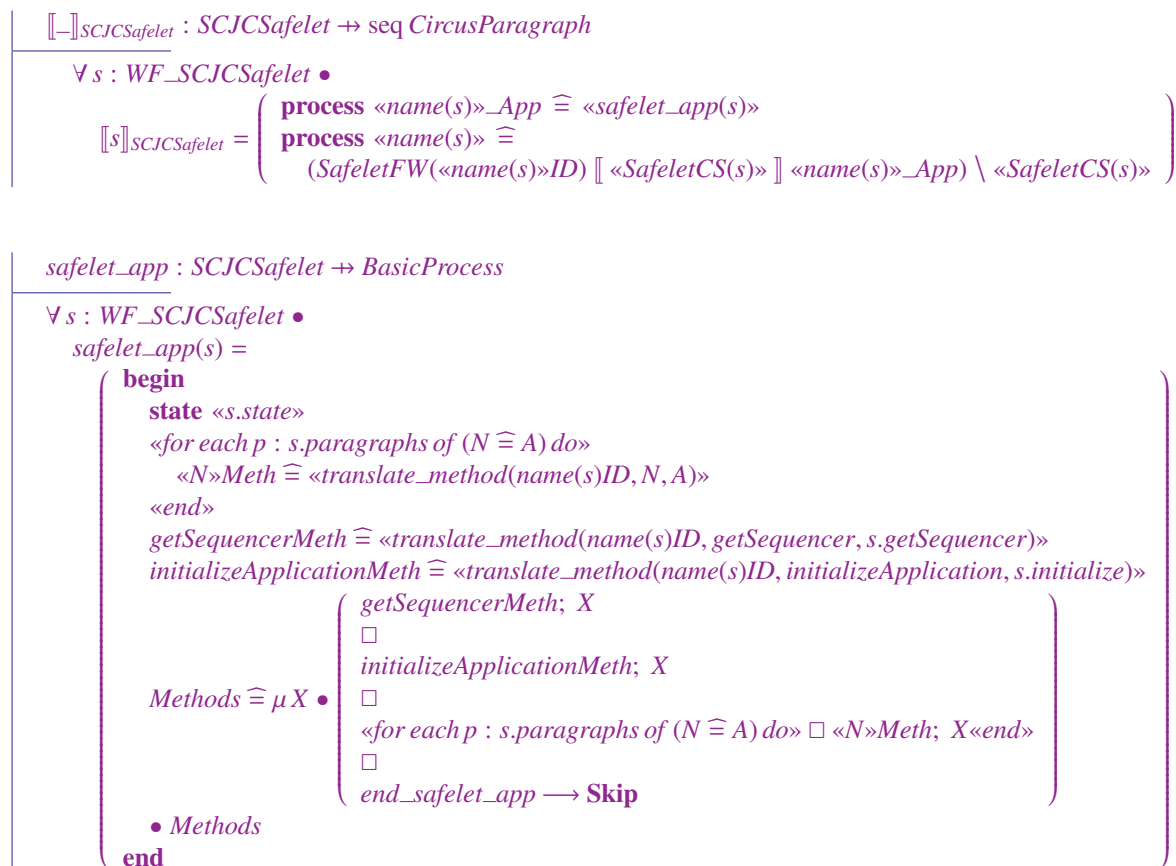 ⟦_⟧SCJCSafelet : SCJCSafelet ⇸ seq CircusParagraph
∀ s : WF_SCJCSafelet •
process «name(s)»_App ≙ «safelet_app(s)»
⟦s⟧SCJCSafelet = process «name(s)» ≙
(SafeletFW(«name(s)»ID) ⟦ «SafeletCS(s)» ⟧ «name(s)»_App) \ «SafeletCS(s)»
safelet_app : SCJCSafelet ⇸ BasicProcess
∀ s : WF_SCJCSafelet •
safelet_app(s) =
begin
state «s.state»
«for each p : s.paragraphs of (N ≙ A) do»
«N»Meth ≙ «translate_method(name(s)ID, N, A)»
«end»
getSequencerMeth ≙ «translate_method(name(s)ID, getSequencer, s.getSequencer)»
initializeApplicationMeth ≙ «translate_method(name(s)ID, initializeApplication, s.initialize)»
getSequencerMeth; X
□
initializeApplicationMeth; X
Methods ≙ μ X • □
«for each p : s.paragraphs of (N ≙ A) do» □ «N»Meth; X«end»
□
end_safelet_app ⟶ Skip
• Methods
end